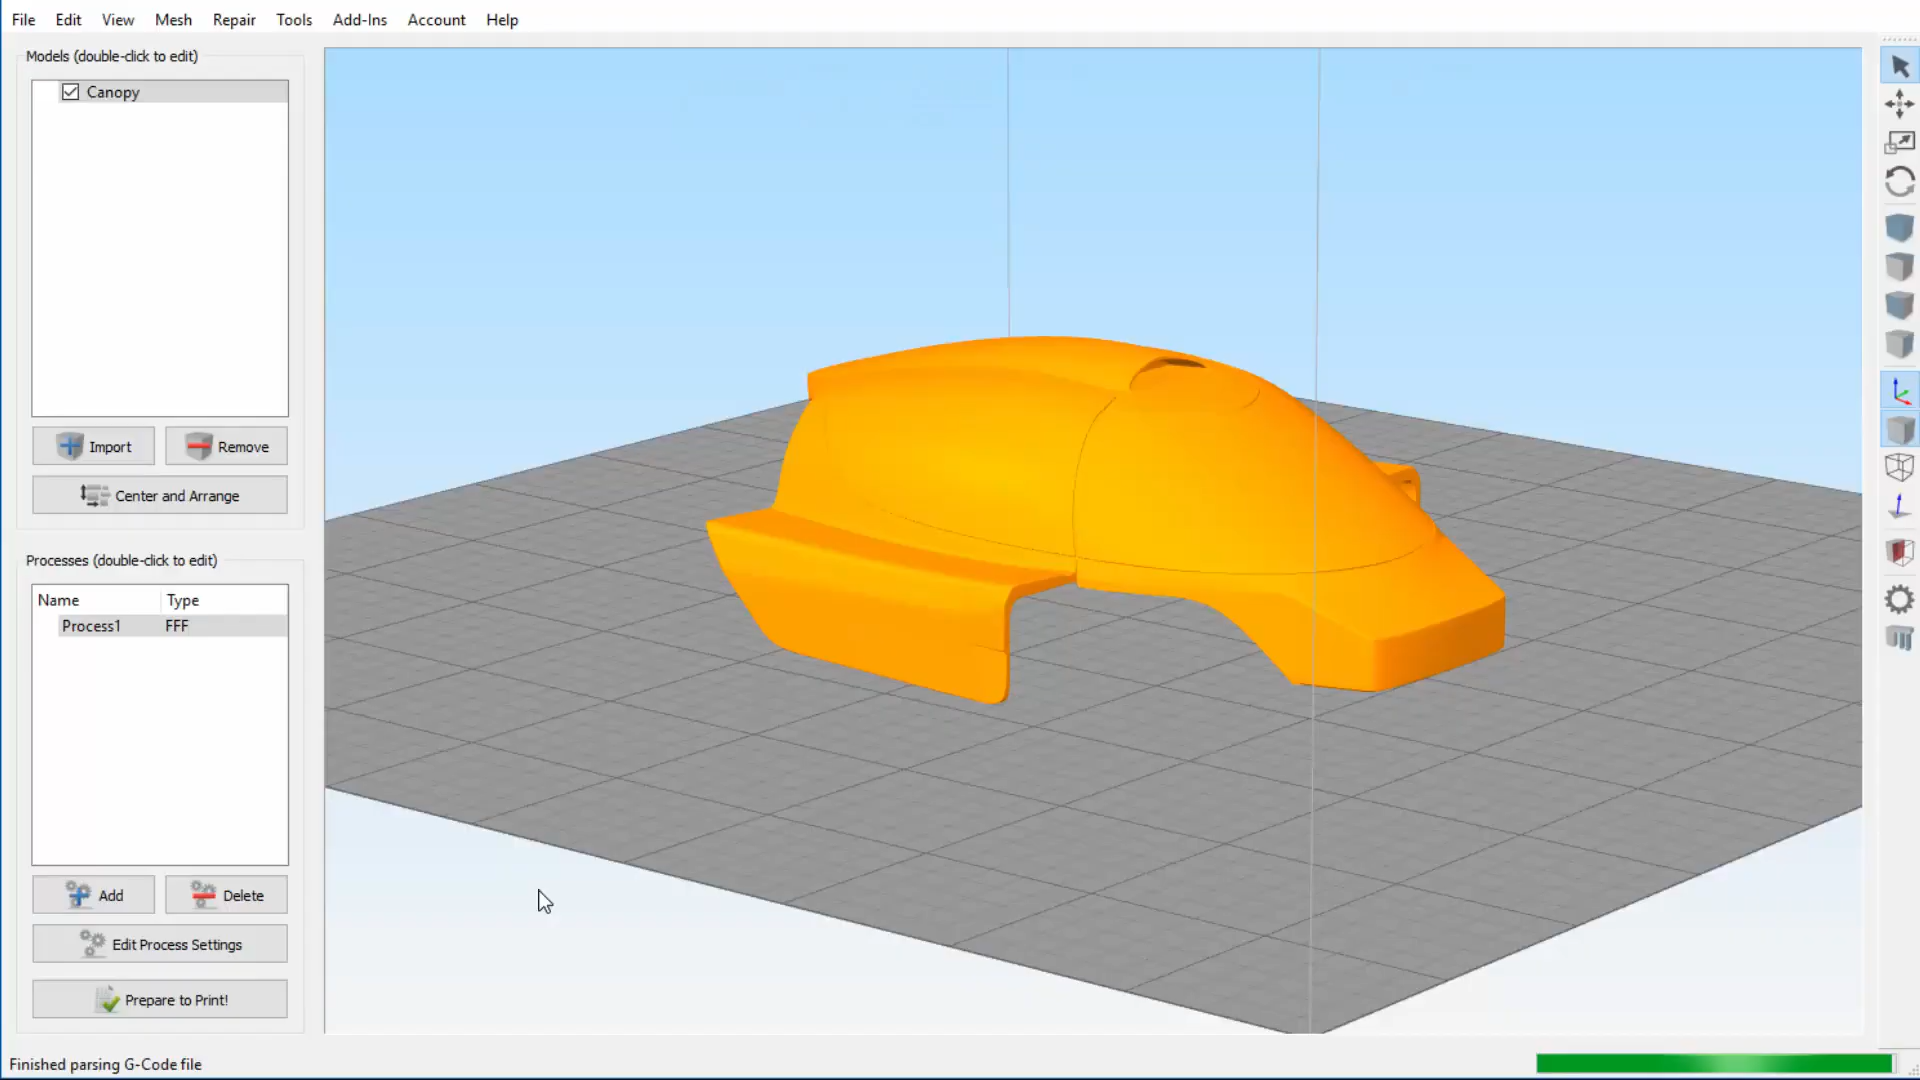 File Edit View Mesh Repair Tools Add-Ins Account Help
Models (double-click to edit)
Canopy
Import Remove
Center and Arrange
Processes (double-click to edit)
Name Type
Process1 FFF
Add Delete
Edit Process Settings
Prepare to Print!
Finished parsing G-Code file